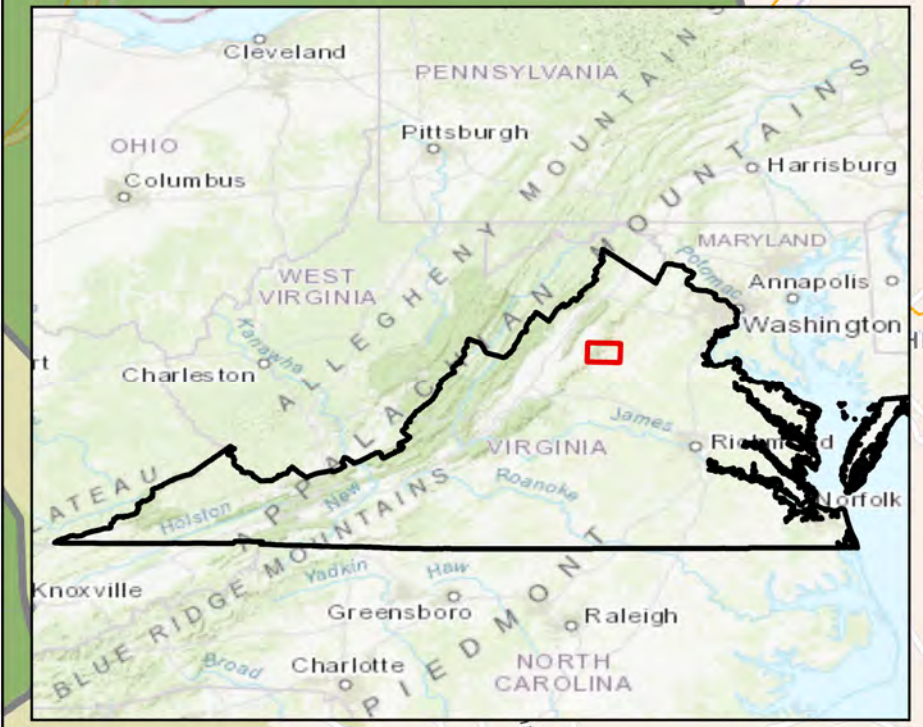 Cleveland
PENNSYLVANIA
ALLEGHENY MOUNTAINS
APPALACHIAN MOUNTAINS
Pittsburgh
OHIO
Harrisburg
Columbus
MARYLAND
Potomac
WEST
VIRGINIA
Annapolis
Kanawha
Washington
rt
Charleston
James
VIRGINIA
Richmond
LATEAU
New
Roanoke
Norfolk
Holston
BLUE RIDGE MOUNTAINS
Knoxville
Yadkin
Haw
PIEDMONT
Greensboro
Raleigh
Broad
Charlotte
NORTH
CAROLINA